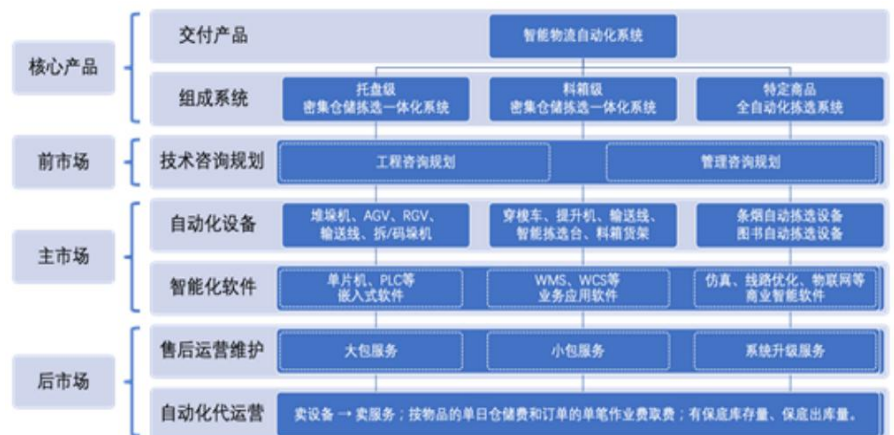 核心产品
交付产品
智能物流自动化系统
组成系统
托盘级
密集仓储拣选一体化系统
料箱级
密集仓储拣选一体化系统
特定商品
全自动化拣选系统
前市场
技术咨询规划
工程咨询规划
管理咨询规划
主市场
自动化设备
堆垛机、AGV、RGV、
输送线、拆/码垛机
穿梭车、提升机、输送线、
智能拣选台、料箱货架
条烟自动拣选设备
图书自动拣选设备
智能化软件
单片机、PLC等
嵌入式软件
WMS、WCS等
业务应用软件
仿真、线路优化、物联网等
商业智能软件
后市场
售后运营维护
大包服务
小包服务
系统升级服务
自动化代运营
卖设备 → 卖服务；按物品的单日仓储费和订单的单笔作业费取费；有保底库存量、保底出库量。